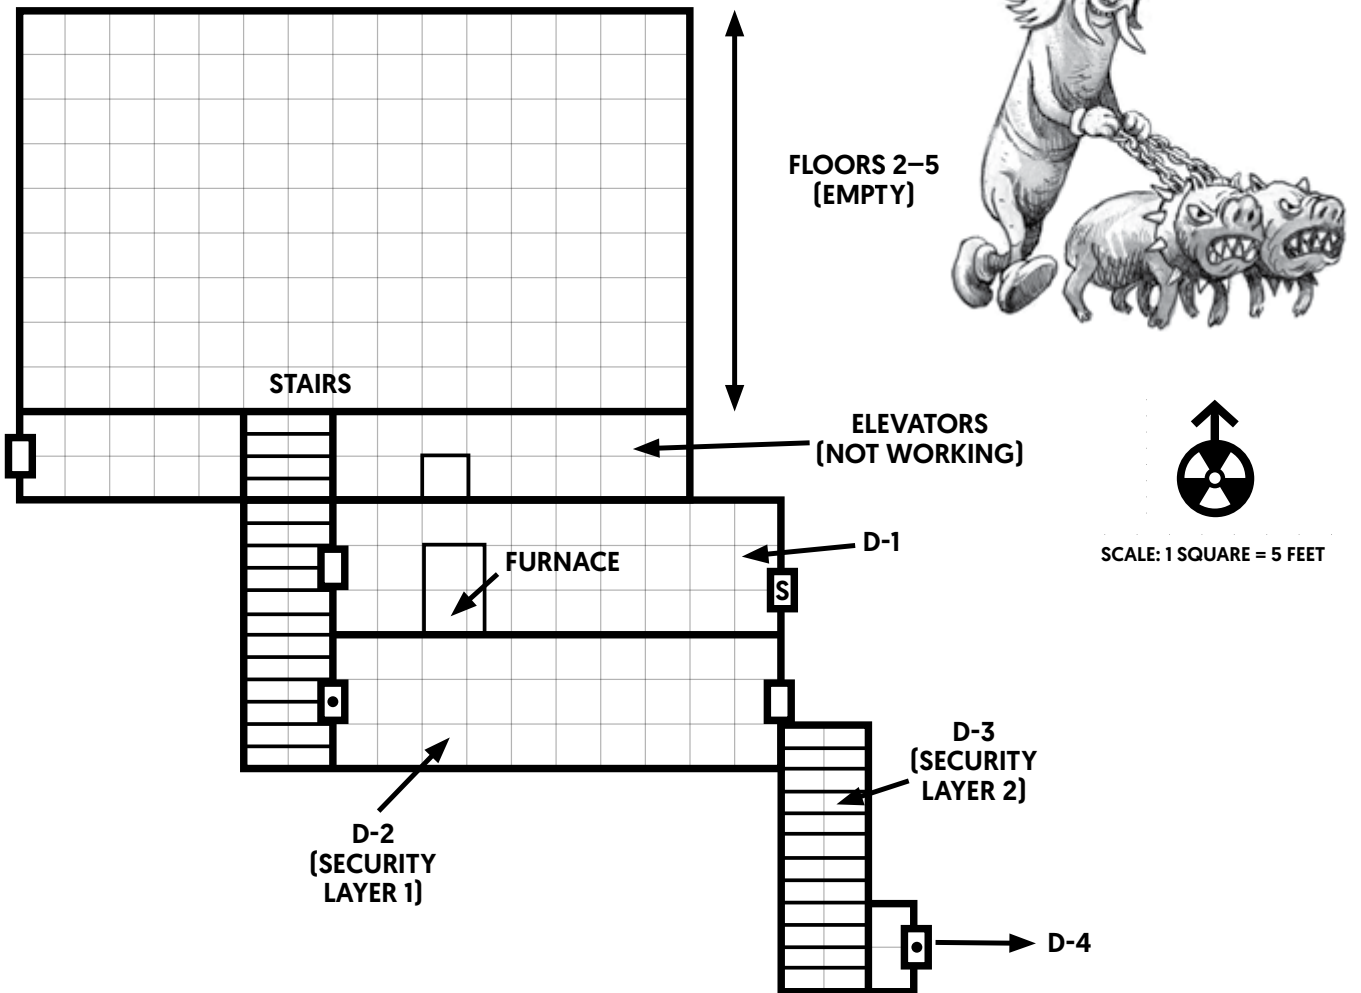 FLOORS 2–5
(EMPTY)
STAIRS
ELEVATORS
(NOT WORKING)
D-1
SCALE: 1 SQUARE = 5 FEET
FURNACE
S
D-3
(SECURITY
LAYER 2)
D-2
(SECURITY
LAYER 1)
D-4